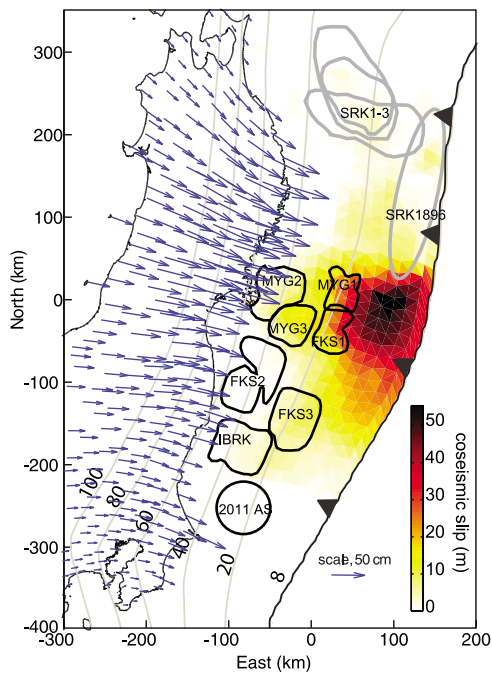 300
200
100
0
-100
-200
-300
-400
North (km)
-300
-200
-100
0
100
200
East (km)
SRK1-3
SRK1896
MYG2
MYG1
MYG3
FKS1
FKS2
FKS3
IBRK
2011 AS
100
80
60
40
20
8
scale, 50 cm
50
40
30
20
10
0
coseismic slip (m)